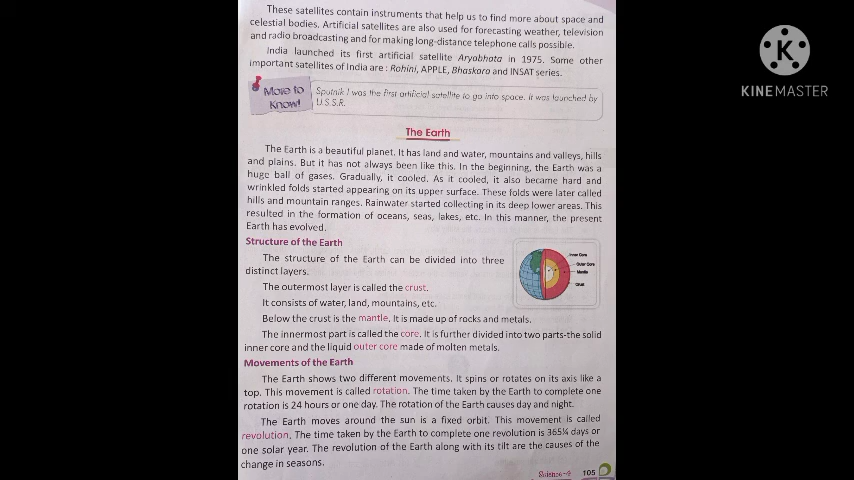 These satellites contain instruments that help us to find more about space and
celestial bodies. Artificial satellites are also used for forecasting weather, television
and radio broadcasting and for making long-distance telephone calls possible.
India launched its first artificial satellite Aryabhata in 1975. Some other
important satellites of India are : Rohini, APPLE, Bhaskara and INSAT series.
More to
Know!
Sputnik I was the first artificial satellite to go into space. It was launched by
U.S.S.R.
The Earth
The Earth is a beautiful planet. It has land and water, mountains and valleys, hills
and plains. But it has not always been like this. In the beginning, the Earth was a
huge ball of gases. Gradually, it cooled. As it cooled, it also became hard and
wrinkled folds started appearing on its upper surface. These folds were later called
hills and mountain ranges. Rainwater started collecting in its deep lower areas. This
resulted in the formation of oceans, seas, lakes, etc. In this manner, the present
Earth has evolved.
Structure of the Earth
The structure of the Earth can be divided into three
distinct layers.
The outermost layer is called the crust.
It consists of water, land, mountains, etc.
Inner Core
Outer Core
Mantle
Crust
Below the crust is the mantle. It is made up of rocks and metals.
The innermost part is called the core. It is further divided into two parts-the solid
inner core and the liquid outer core made of molten metals.
Movements of the Earth
The Earth shows two different movements. It spins or rotates on its axis like a
top. This movement is called rotation. The time taken by the Earth to complete one
rotation is 24 hours or one day. The rotation of the Earth causes day and night.
The Earth moves around the sun is a fixed orbit. This movement is called
revolution. The time taken by the Earth to complete one revolution is 365¼ days or
one solar year. The revolution of the Earth along with its tilt are the causes of the
change in seasons.
105
K
KINEMASTER